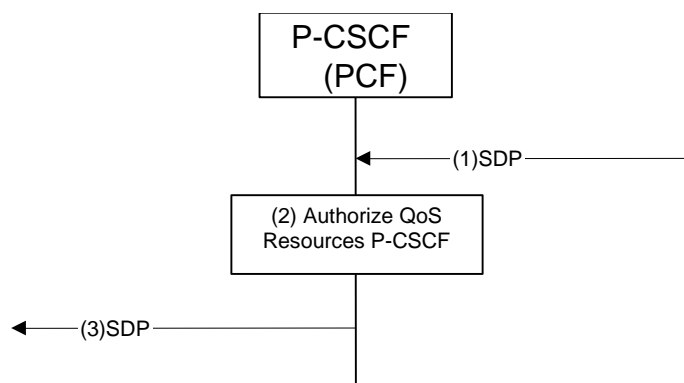 P-CSCF
(PCF)
(1)SDP
(2) Authorize QoS
Resources P-CSCF
(3)SDP